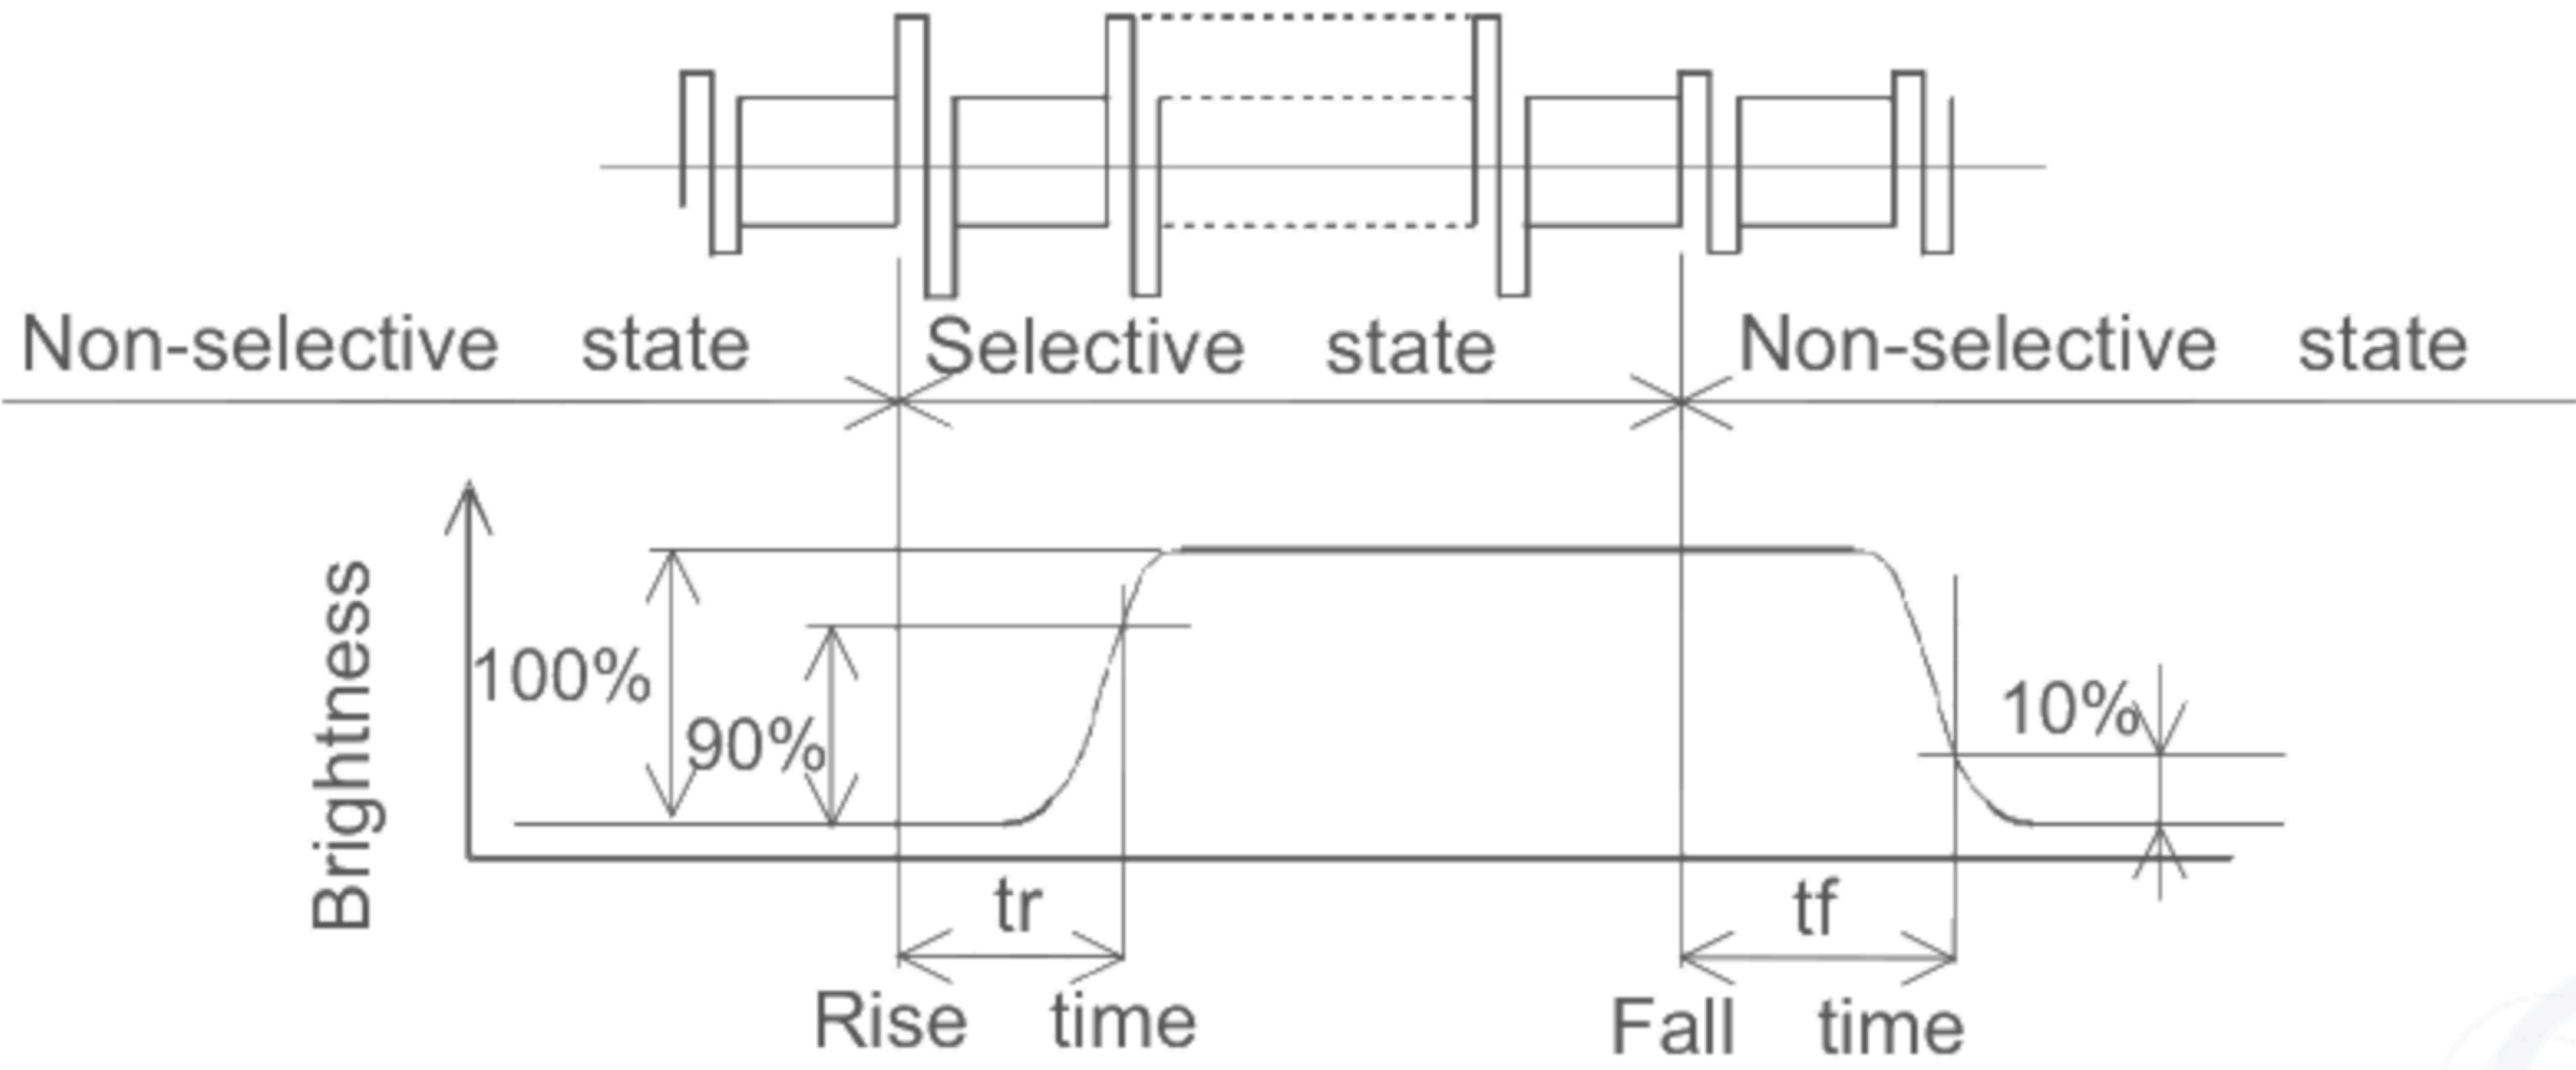 Non-selective state Selective state Non-selective state
Brightness
100%
90%
10%
tr
tf
Rise time
Fall time